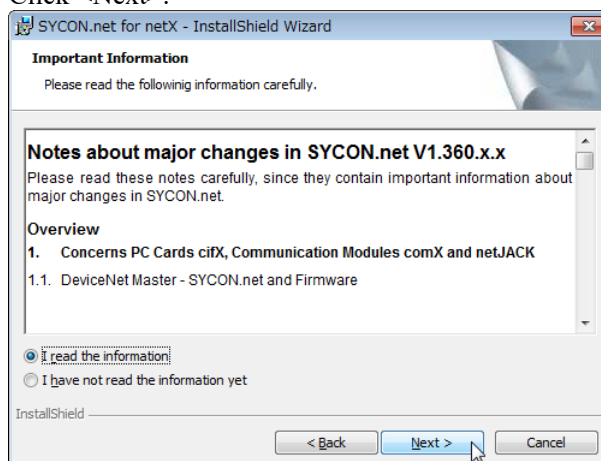 Click <Next>.
SYCON.net for netX - InstallShield Wizard
Important Information
Please read the followinig information carefully.
Notes about major changes in SYCON.net V1.360.x.x
Please read these notes carefully, since they contain important information about
major changes in SYCON.net.
Overview
1. Concerns PC Cards cifX, Communication Modules comX and netJACK
1.1. DeviceNet Master - SYCON.net and Firmware
I read the information
I have not read the information yet
InstallShield
< Back Next > Cancel